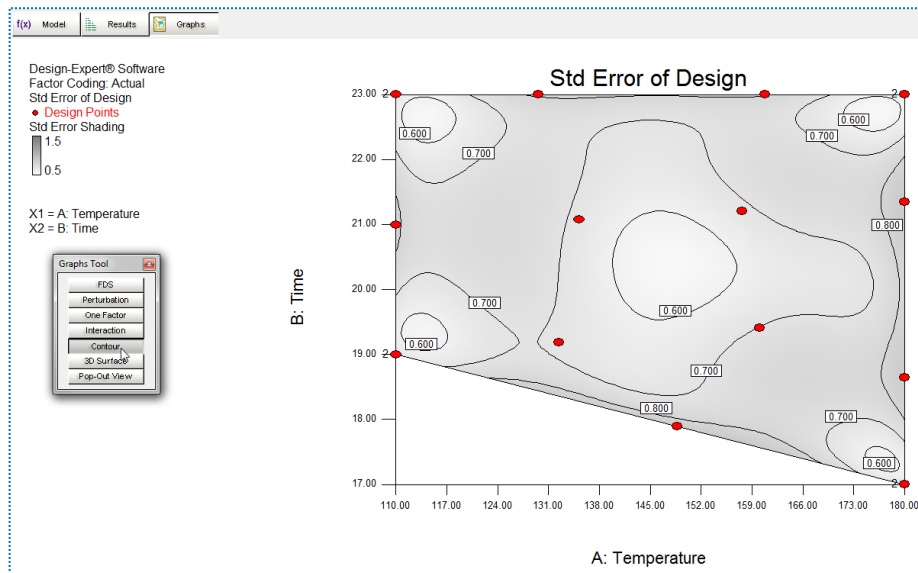 f(x) Model Results Graphs
Design-Expert® Software
Factor Coding: Actual
Std Error of Design
Design Points
Std Error Shading
1.5
0.5
X1 = A: Temperature
X2 = B: Time
Graphs Tool
FDS
Perturbation
One Factor
Interaction
Contour
3D Surface
Pop-Out View
Std Error of Design
B: Time
23.00
22.00
21.00
20.00
19.00
18.00
17.00
2
2
2
2
0.600
0.700
0.700
0.600
0.800
0.700
0.600
0.600
0.700
0.800
0.700
0.600
110.00 117.00 124.00 131.00 138.00 145.00 152.00 159.00 166.00 173.00 180.00
A: Temperature